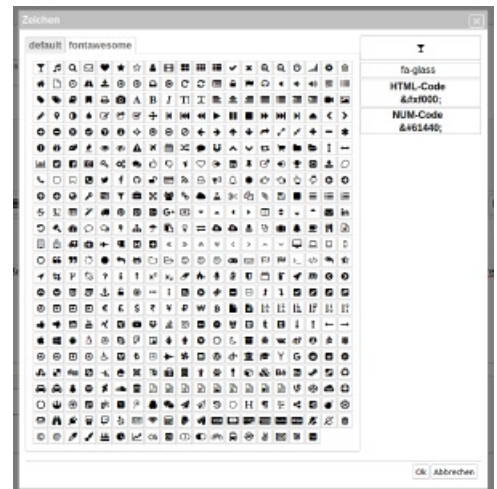 Zeichen
default fontawesome
fa-glass
HTML-Code
&#xf000;
NUM-Code
&#61440;
Ok Abbrechen